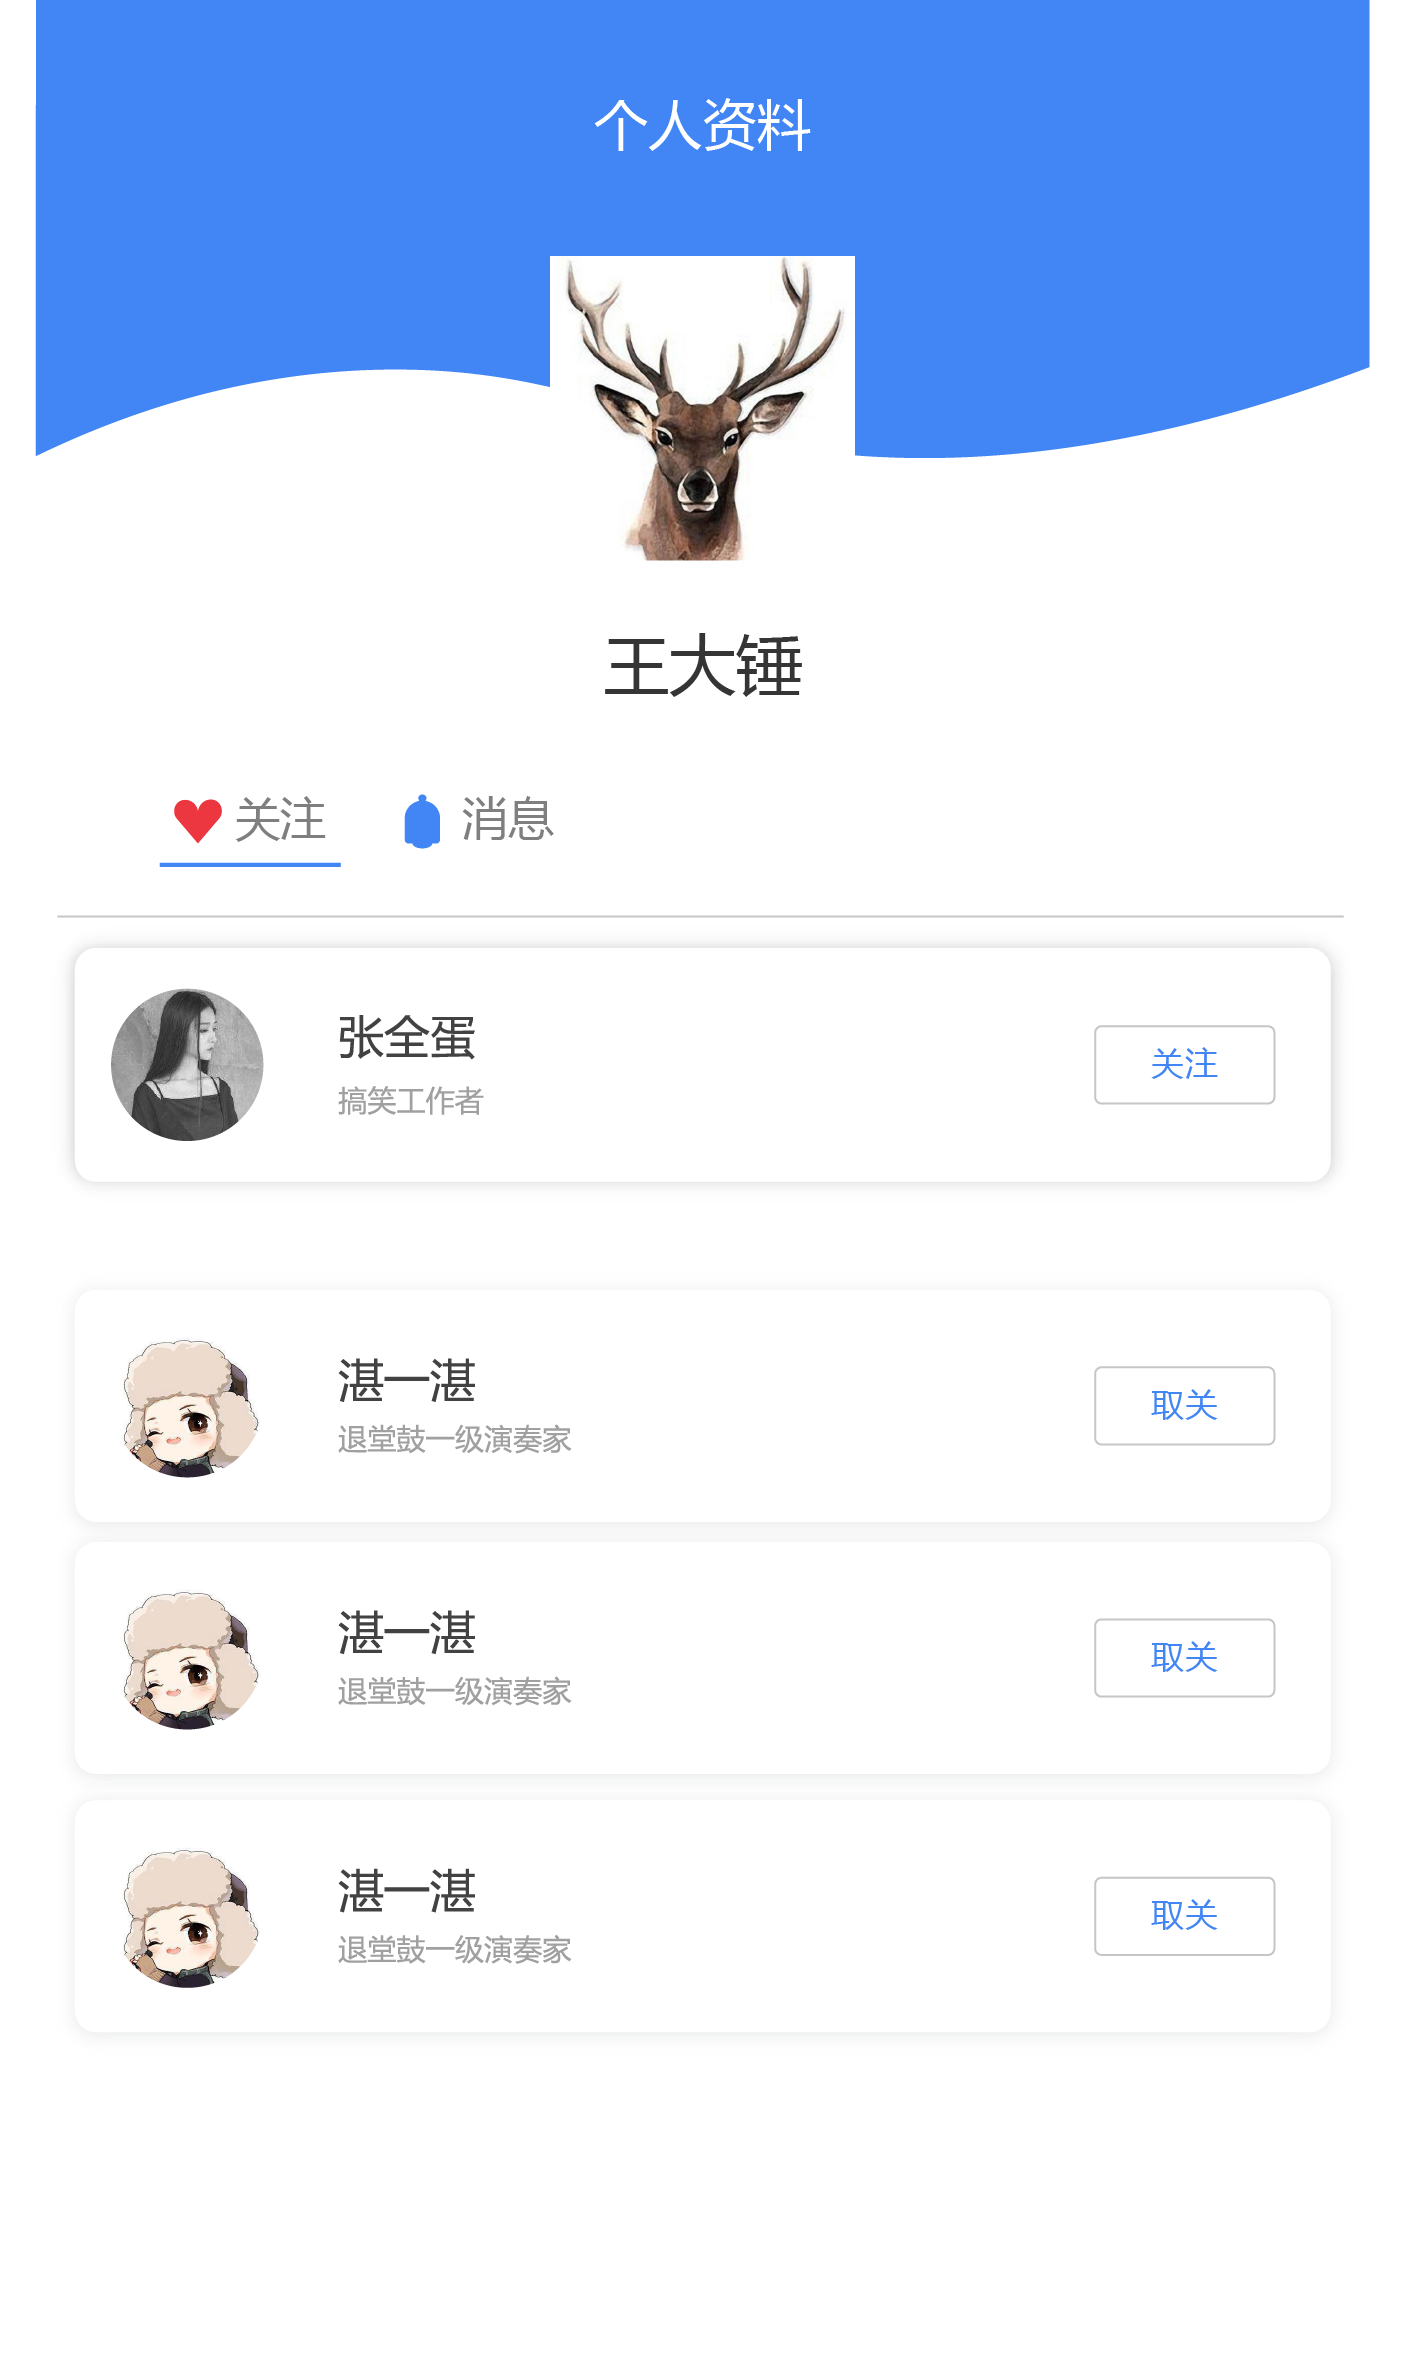 个人资料
王大锤
关注 消息
张全蛋
搞笑工作者
关注
湛一湛
退堂鼓一级演奏家
取关
湛一湛
退堂鼓一级演奏家
取关
湛一湛
退堂鼓一级演奏家
取关